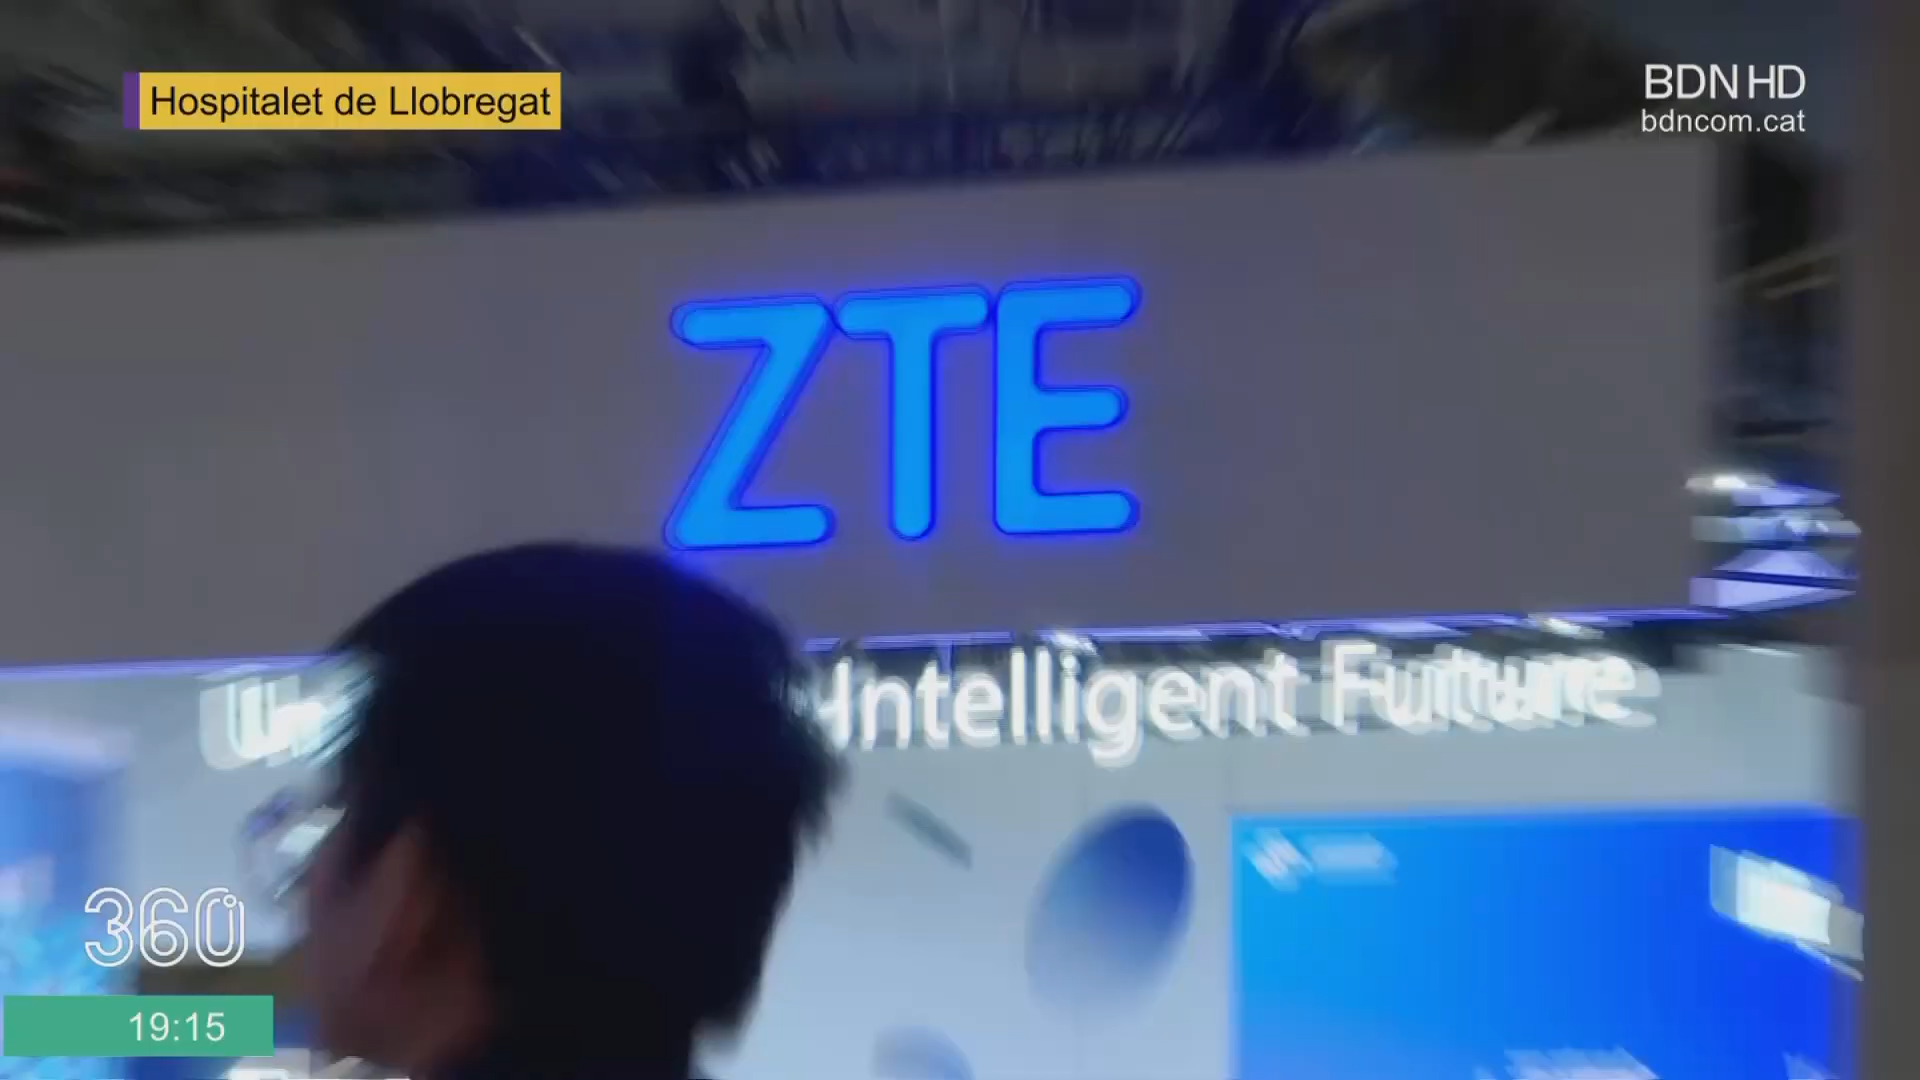 Hospitalet de Llobregat
BDN HD
bdncom.cat
ZTE
Intelligent Future
360°
19:15